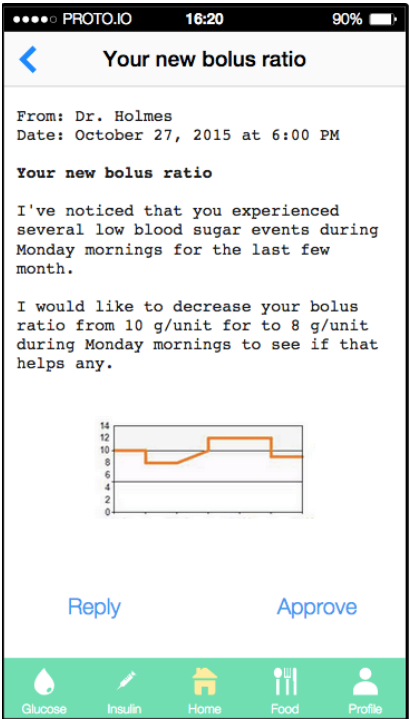 PROTO.IO 16:20 90%
Your new bolus ratio
From: Dr. Holmes
Date: October 27, 2015 at 6:00 PM
Your new bolus ratio
I've noticed that you experienced
several low blood sugar events during
Monday mornings for the last few
month.
I would like to decrease your bolus
ratio from 10 g/unit for to 8 g/unit
during Monday mornings to see if that
helps any.
14
12
10
8
6
4
2
0
Reply Approve
Glucose Insulin Home Food Profile